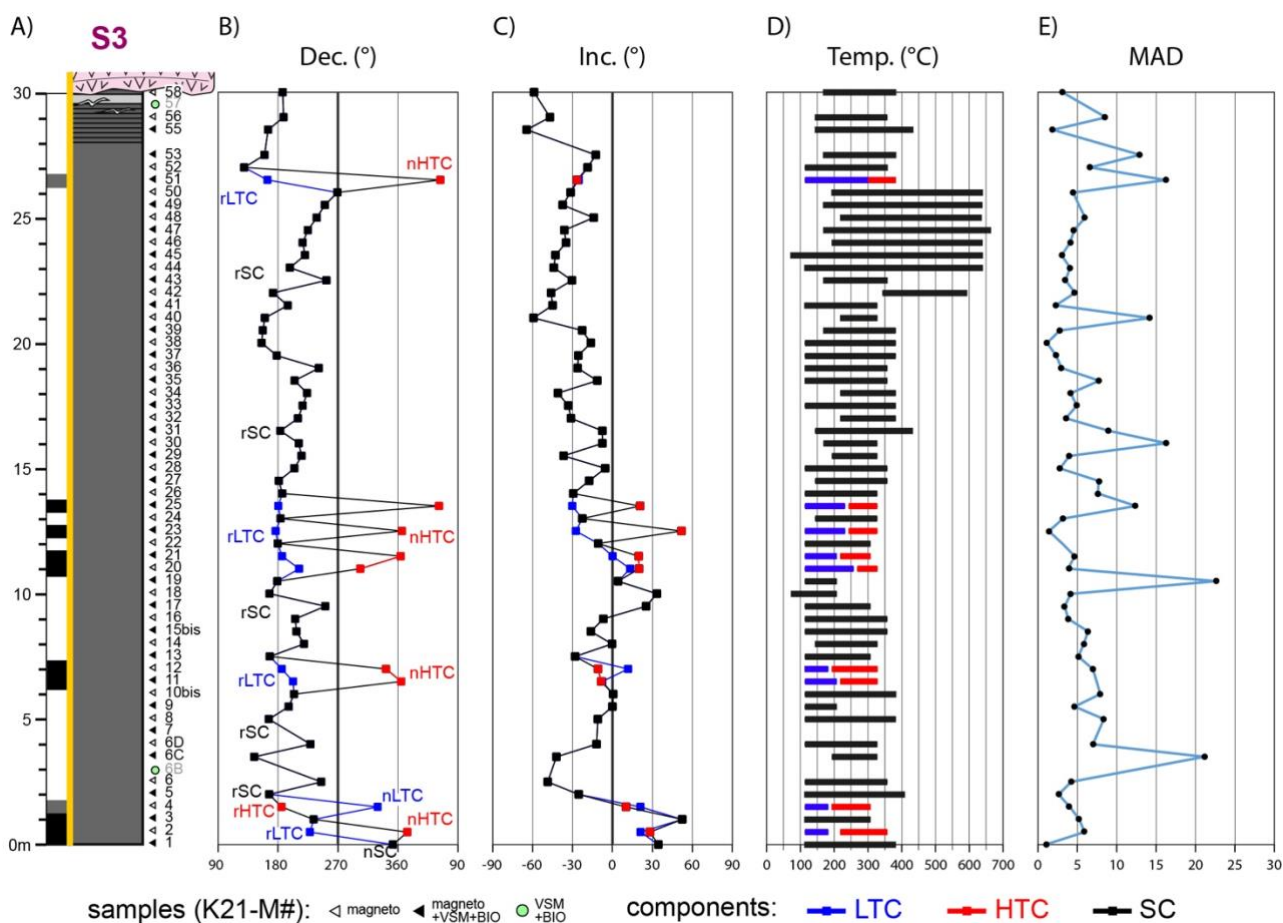 A) B) C) D) E)
S3
Dec. (°) Inc. (°) Temp. (°C) MAD
30
58
57
56
55
53
52
51
50
49
25
48
47
46
45
44
43
42
41
40
39
20
38
37
36
35
34
33
32
31
30
29
15
28
27
26
25
24
23
22
21
20
19
10
18
17
16
15bis
14
13
12
11
10bis
9
5
8
7
6D
6C
6B
6
5
4
3
2
0m
1
nHTC
rLTC
rSC
rSC
rLTC
nHTC
rSC
rLTC
nHTC
rSC
rSC
nLTC
rHTC
nHTC
rLTC
nSC
90 180 270 360 90
-90 -60 -30 0 30 60 90
0 100 200 300 400 500 600 700
0 5 10 15 20 25 30
samples (K21-M#): magneto magneto +VSM+BIO VSM +BIO components: LTC HTC SC